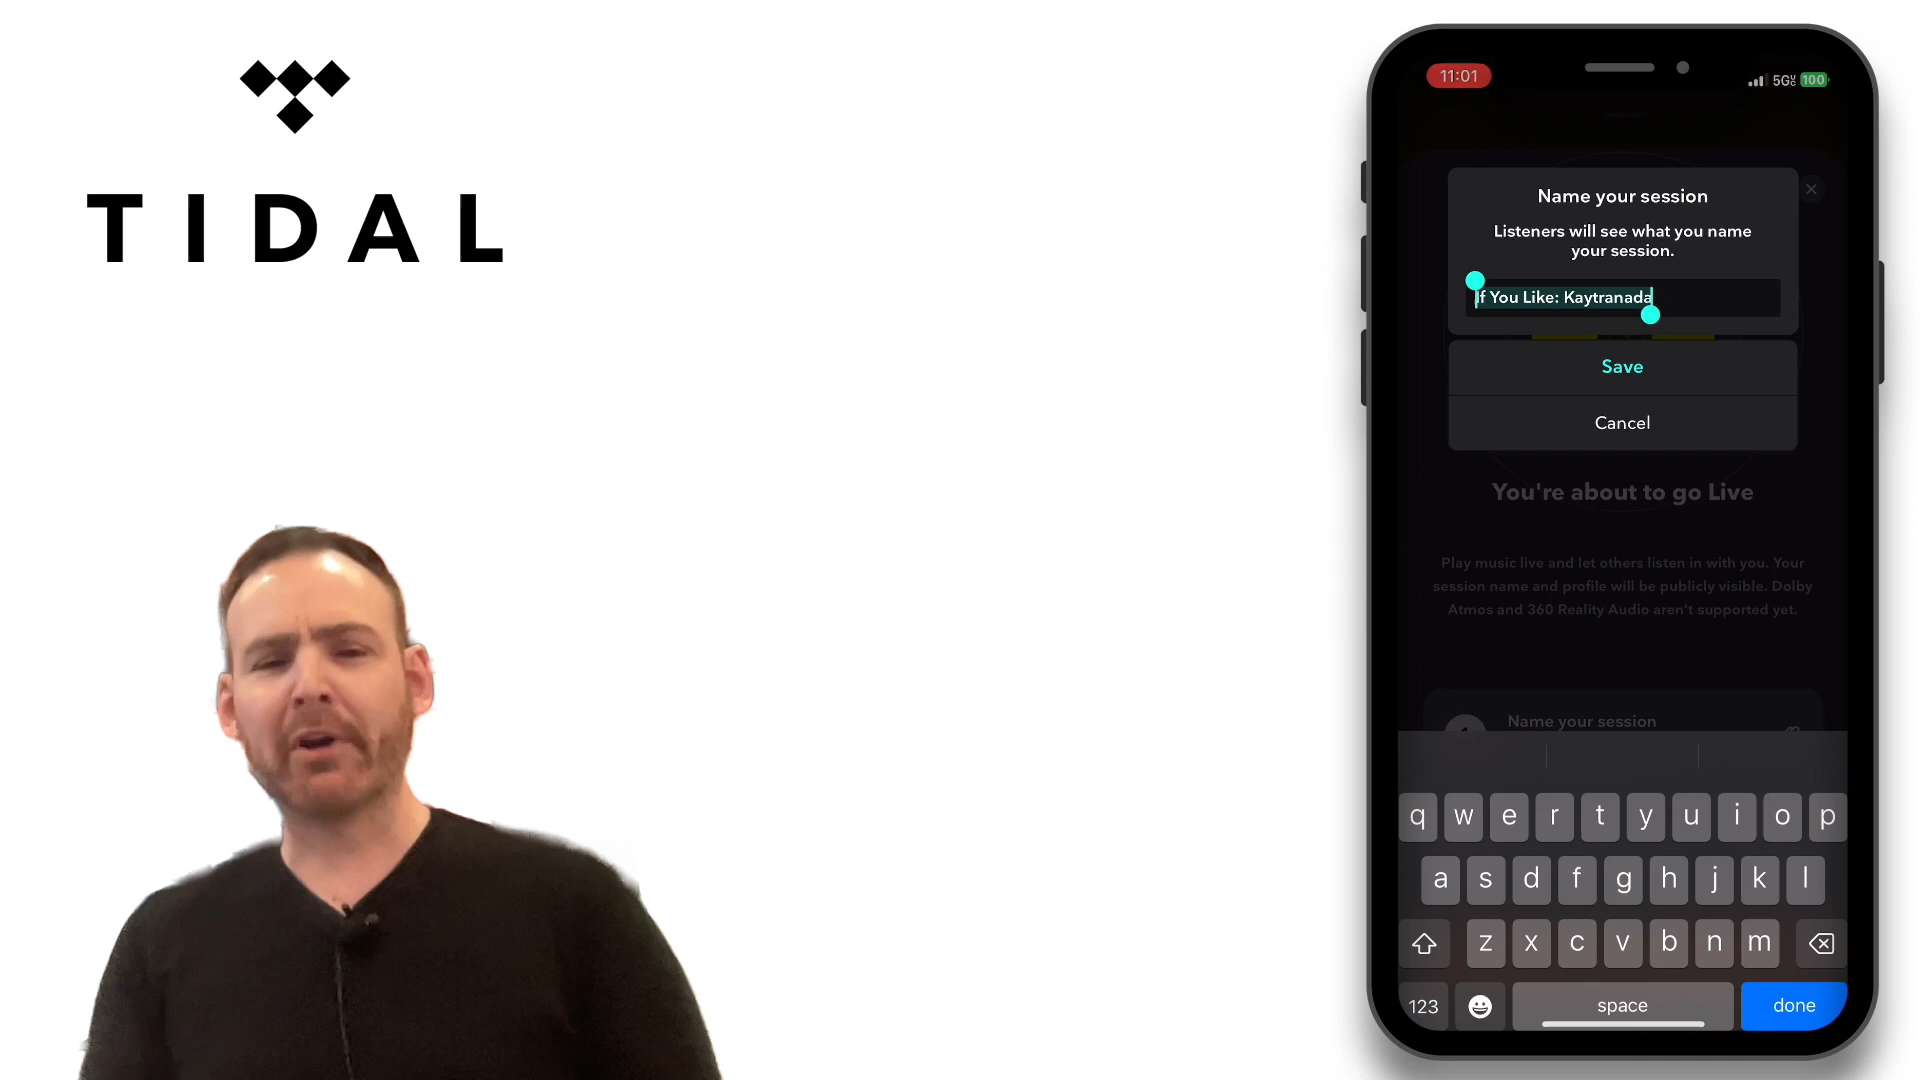 TIDAL
11:01
5G
100
Name your session
Listeners will see what you name
your session.
If You Like: Kaytranada
Save
Cancel
You're about to go Live
Play music live and let others listen in with you. Your
session name and profile will be publicly visible. Dolby
Atmos and 360 Reality Audio aren't supported yet.
Name your session
q w e r t y u i o p
a s d f g h j k l
z x c v b n m
123 space done